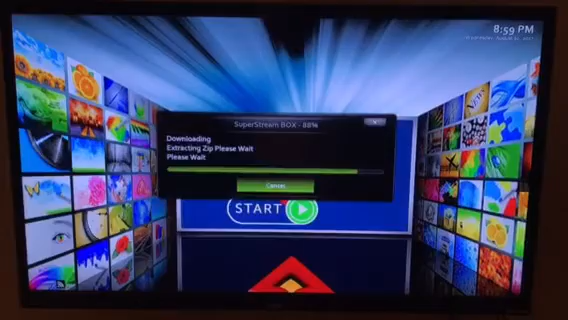 8:59 PM
SuperStream BOX - 88%
Downloading
Extracting Zip Please Wait
Please Wait
Cancel
START